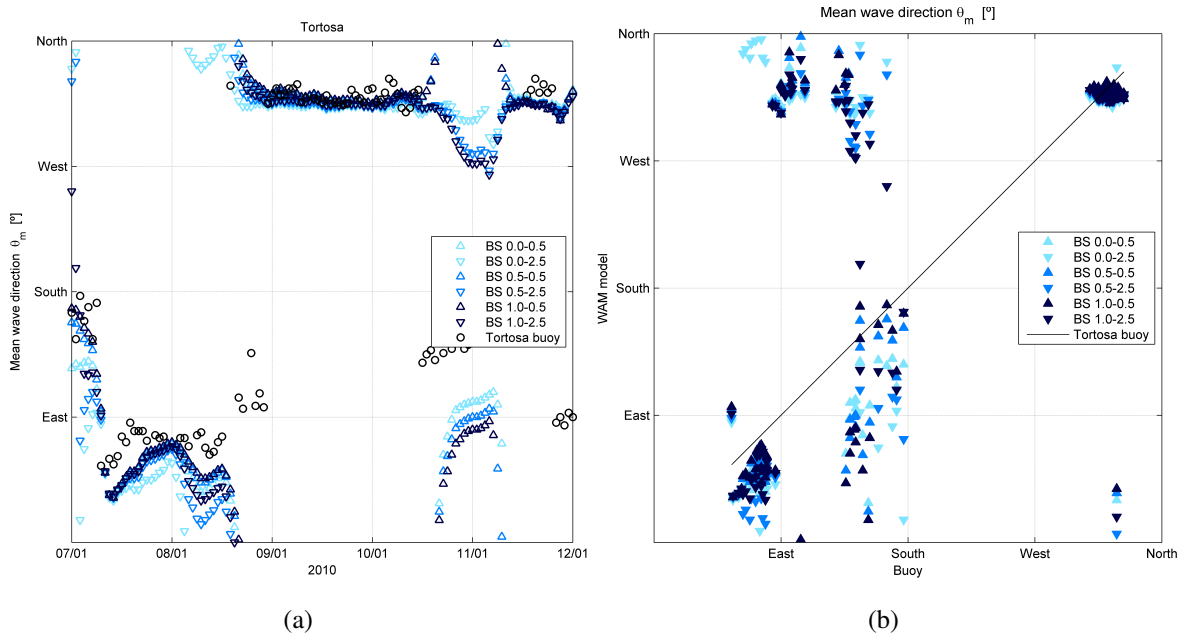 Tortosa
North
West
South
East
Mean wave direction θm [º]
BS 0.0−0.5
BS 0.0−2.5
BS 0.5−0.5
BS 0.5−2.5
BS 1.0−0.5
BS 1.0−2.5
Tortosa buoy
07/01 08/01 09/01 10/01 11/01 12/01
2010
(a)
Mean wave direction θm [º]
North
West
South
East
WAM model
BS 0.0−0.5
BS 0.0−2.5
BS 0.5−0.5
BS 0.5−2.5
BS 1.0−0.5
BS 1.0−2.5
Tortosa buoy
East South West North
Buoy
(b)